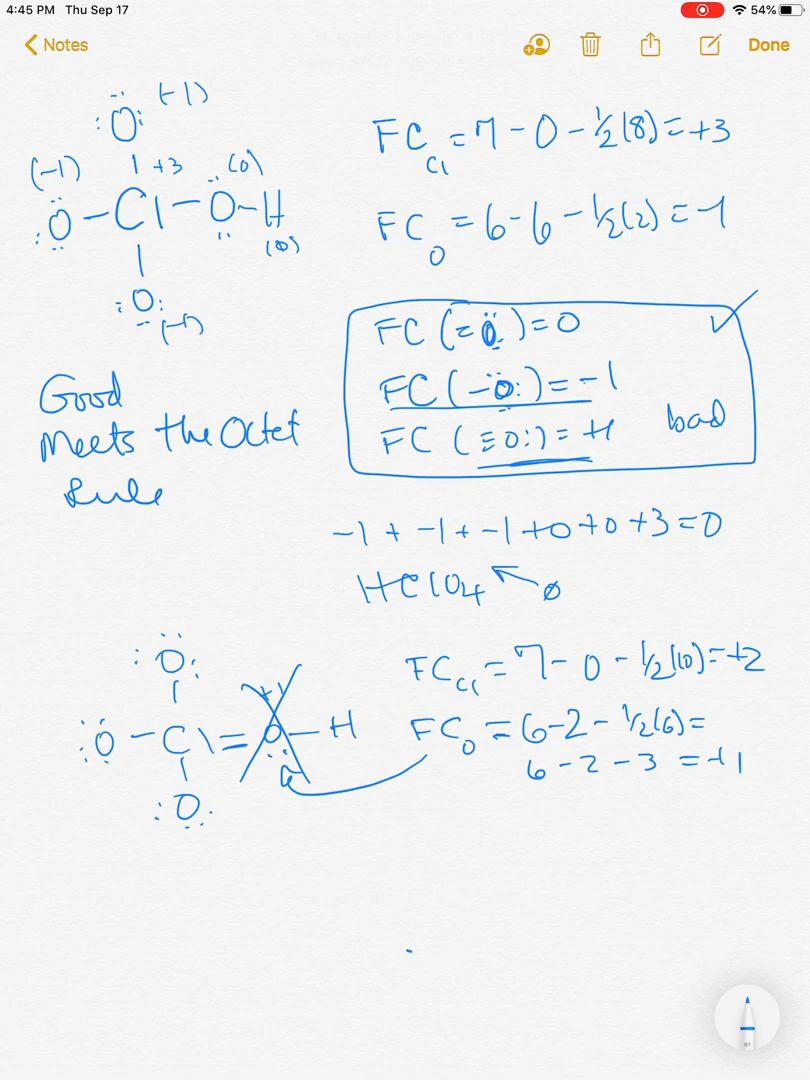 4:45 PM Thu Sep 17
54%
Notes
Done
:Ö: (-1)
(-1) | +3 (0)
:Ö - Cl - Ö - H
(0)
|
:O: (-1)
Good
Meets the Octet
Rule
FC Cl = 7 - 0 - 1/2(8) = +3
FC O = 6 - 6 - 1/2(2) = -1
FC (=Ö:) = 0 ✓
FC (-Ö:) = -1
FC (≡O:) = +1 bad
-1 + -1 + -1 + 0 + 0 + 3 = 0
HClO4 ← 0
:Ö:
| +1
:Ö - Cl = O - H
|
:O:
FC Cl = 7 - 0 - 1/2(10) = +2
FC O = 6 - 2 - 1/2(6) =
6 - 2 - 3 = +1
97